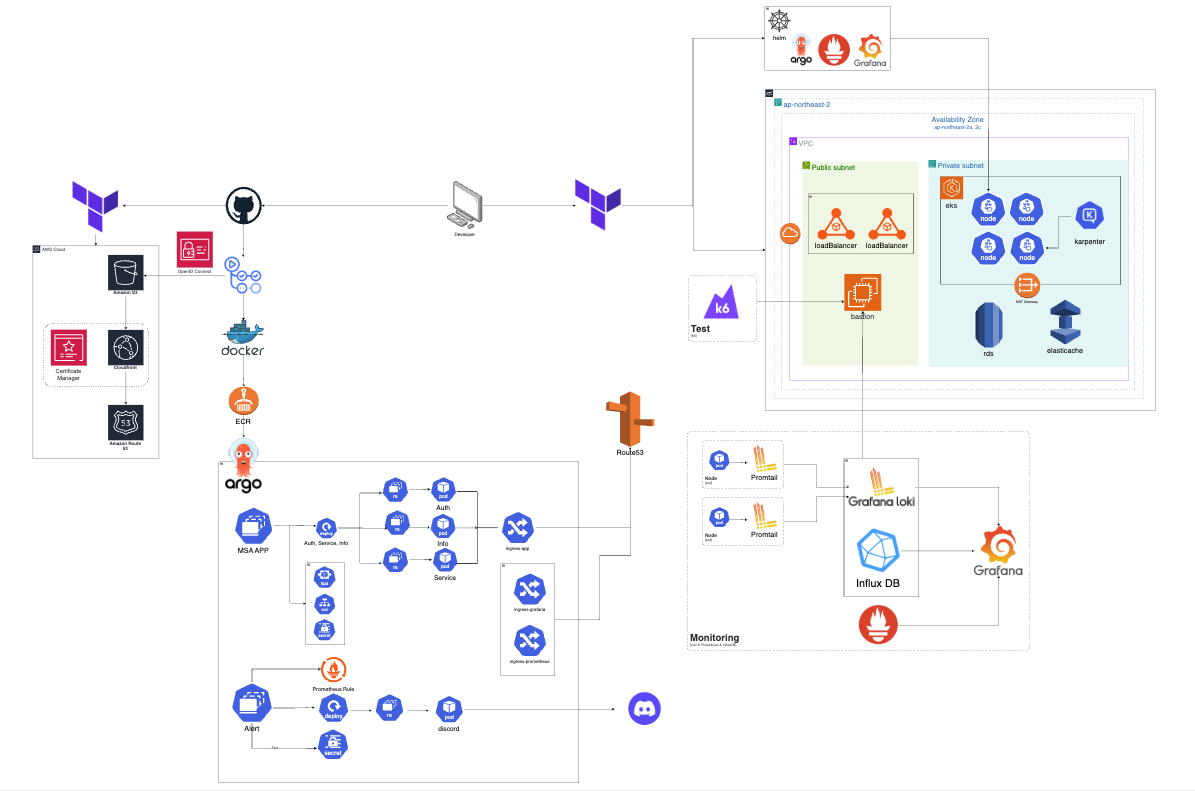 helm
argo
Grafana
ap-northeast-2
Availability Zone
ap-northeast-2a, 2c
VPC
Public subnet
Private subnet
eks
node
node
node
node
karpenter
loadBalancer
loadBalancer
NAT Gateway
bastion
rds
elasticache
Developer
AWS Cloud
OpenID Connect
Amazon S3
Certificate
Manager
Cloudfront
53
Amazon Route
53
docker
ECR
argo
k6
Test
Route53
MSA APP
deploy
Auth, Service, Info
rs
pod
Auth
rs
pod
Info
rs
pod
Service
ingress-app
hpa
svc
secret
ingress-grafana
ingress-prometheus
Prometheus Rule
Alert
deploy
rs
pod
discord
secret
pod
Node
Promtail
pod
Node
Promtail
Grafana loki
Influx DB
Grafana
Monitoring